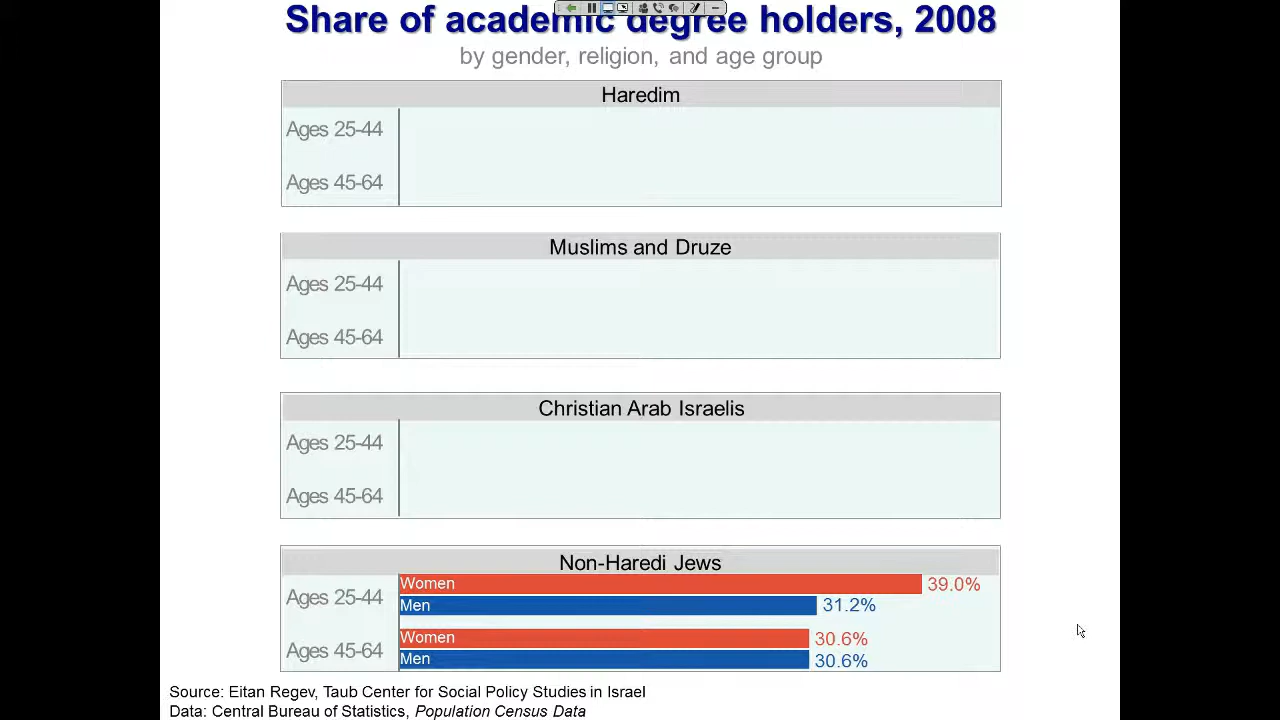 Share of academic degree holders, 2008
by gender, religion, and age group
Haredim
Ages 25-44
Ages 45-64
Muslims and Druze
Ages 25-44
Ages 45-64
Christian Arab Israelis
Ages 25-44
Ages 45-64
Non-Haredi Jews
Ages 25-44
Women 39.0%
Men 31.2%
Ages 45-64
Women 30.6%
Men 30.6%
Source: Eitan Regev, Taub Center for Social Policy Studies in Israel
Data: Central Bureau of Statistics, Population Census Data